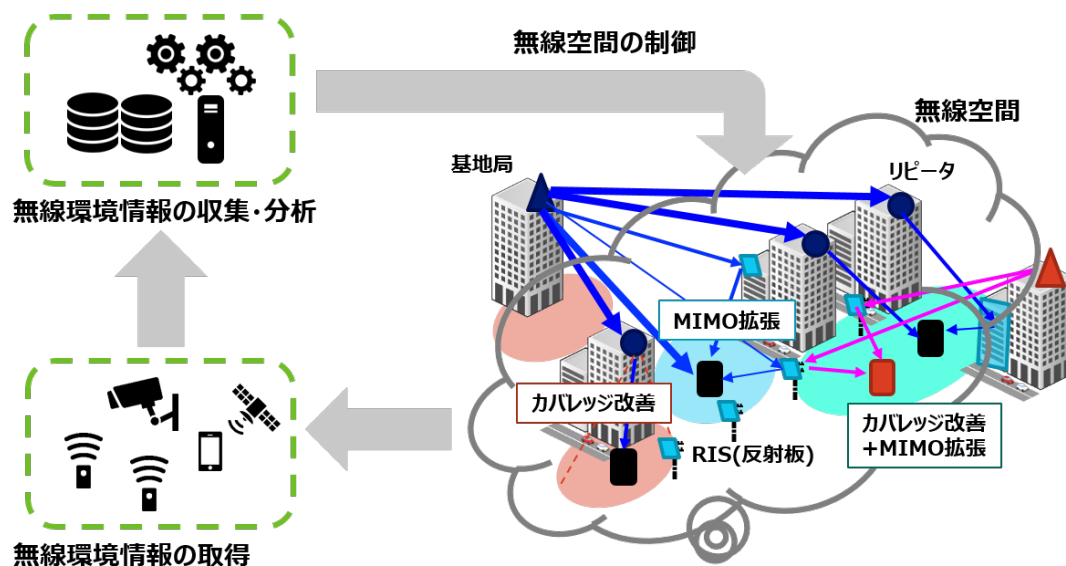 無線空間の制御
無線空間
基地局
リピータ
無線環境情報の収集・分析
MIMO拡張
カバレッジ改善
カバレッジ改善
+MIMO拡張
RIS(反射板)
無線環境情報の取得